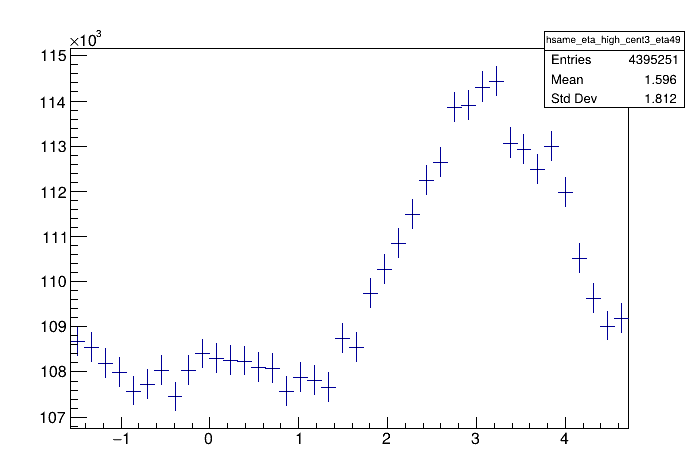 ×10³
hsame_eta_high_cent3_eta49
Entries 4395251
Mean 1.596
Std Dev 1.812
115
114
113
112
111
110
109
108
107
−1 0 1 2 3 4